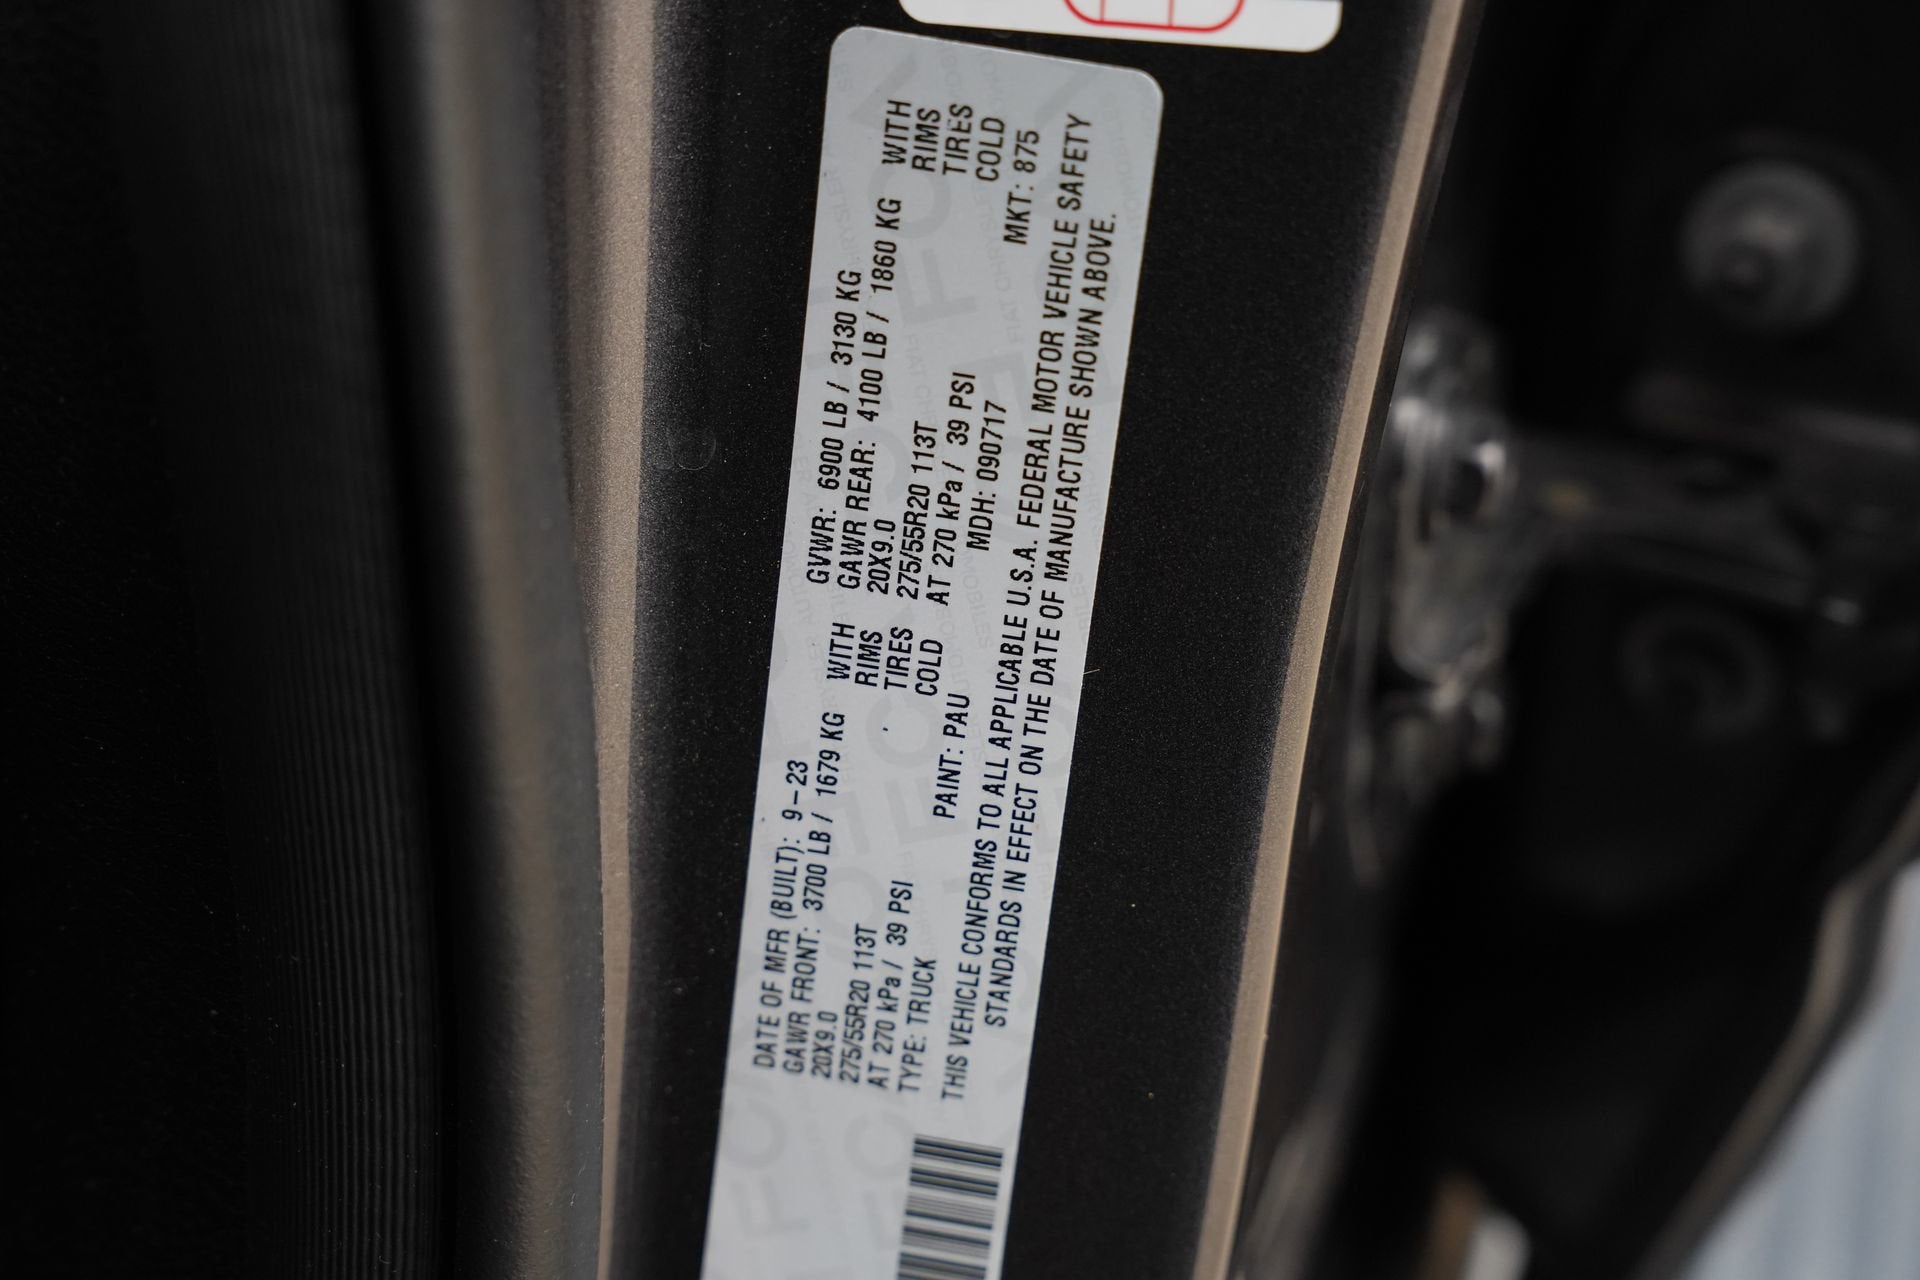 DATE OF MFR (BUILT): 9-23 GVWR: 6900 LB / 3130 KG
GAWR FRONT: 3700 LB / 1679 KG WITH GAWR REAR: 4100 LB / 1860 KG WITH
20X9.0 RIMS 20X9.0 RIMS
275/55R20 113T TIRES 275/55R20 113T TIRES
AT 270 kPa / 39 PSI COLD AT 270 kPa / 39 PSI COLD
TYPE: TRUCK PAINT: PAU MDH: 090717 MKT: 875
THIS VEHICLE CONFORMS TO ALL APPLICABLE U.S.A. FEDERAL MOTOR VEHICLE SAFETY
STANDARDS IN EFFECT ON THE DATE OF MANUFACTURE SHOWN ABOVE.